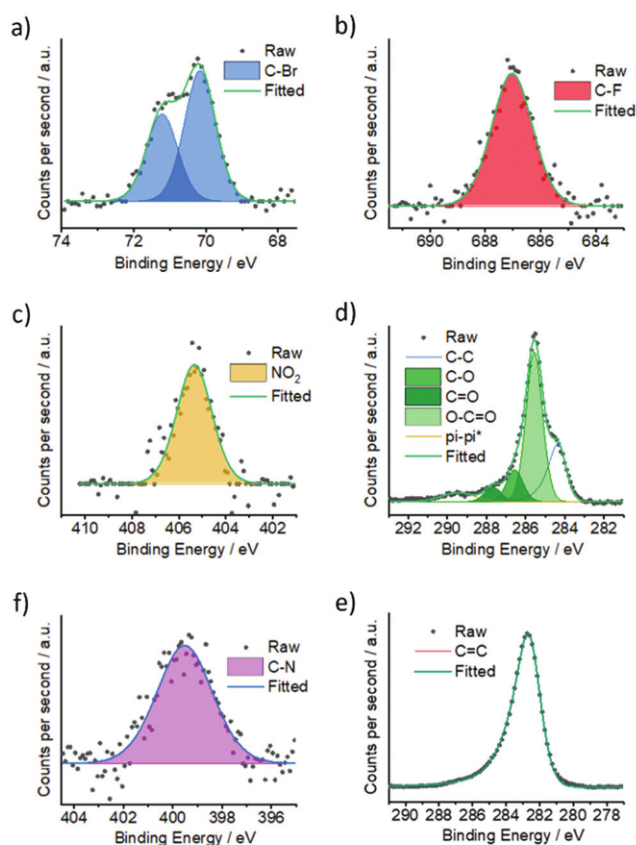 a)
Counts per second / a.u.
Raw
C-Br
Fitted
74 72 70 68
Binding Energy / eV
b)
Counts per second / a.u.
Raw
C-F
Fitted
690 688 686 684
Binding Energy / eV
c)
Counts per second / a.u.
Raw
NO₂
Fitted
410 408 406 404 402
Binding Energy / eV
d)
Counts per second / a.u.
Raw
C-C
C-O
C=O
O-C=O
pi-pi*
Fitted
292 290 288 286 284 282
Binding Energy / eV
f)
Counts per second / a.u.
Raw
C-N
Fitted
404 402 400 398 396
Binding Energy / eV
e)
Counts per second / a.u.
Raw
C=C
Fitted
290 288 286 284 282 280 278
Binding Energy / eV